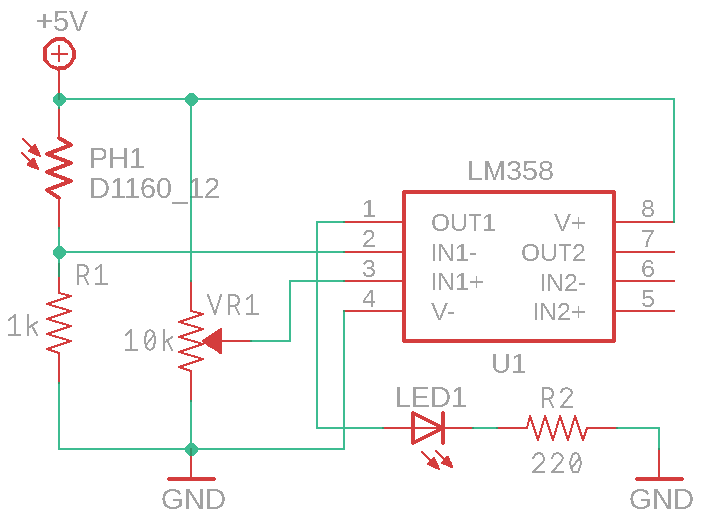 +5V
PH1
D1160_12
R1
1k
VR1
10k
LM358
1
2
3
4
OUT1
IN1-
IN1+
V-
V+
OUT2
IN2-
IN2+
8
7
6
5
U1
LED1
R2
220
GND
GND